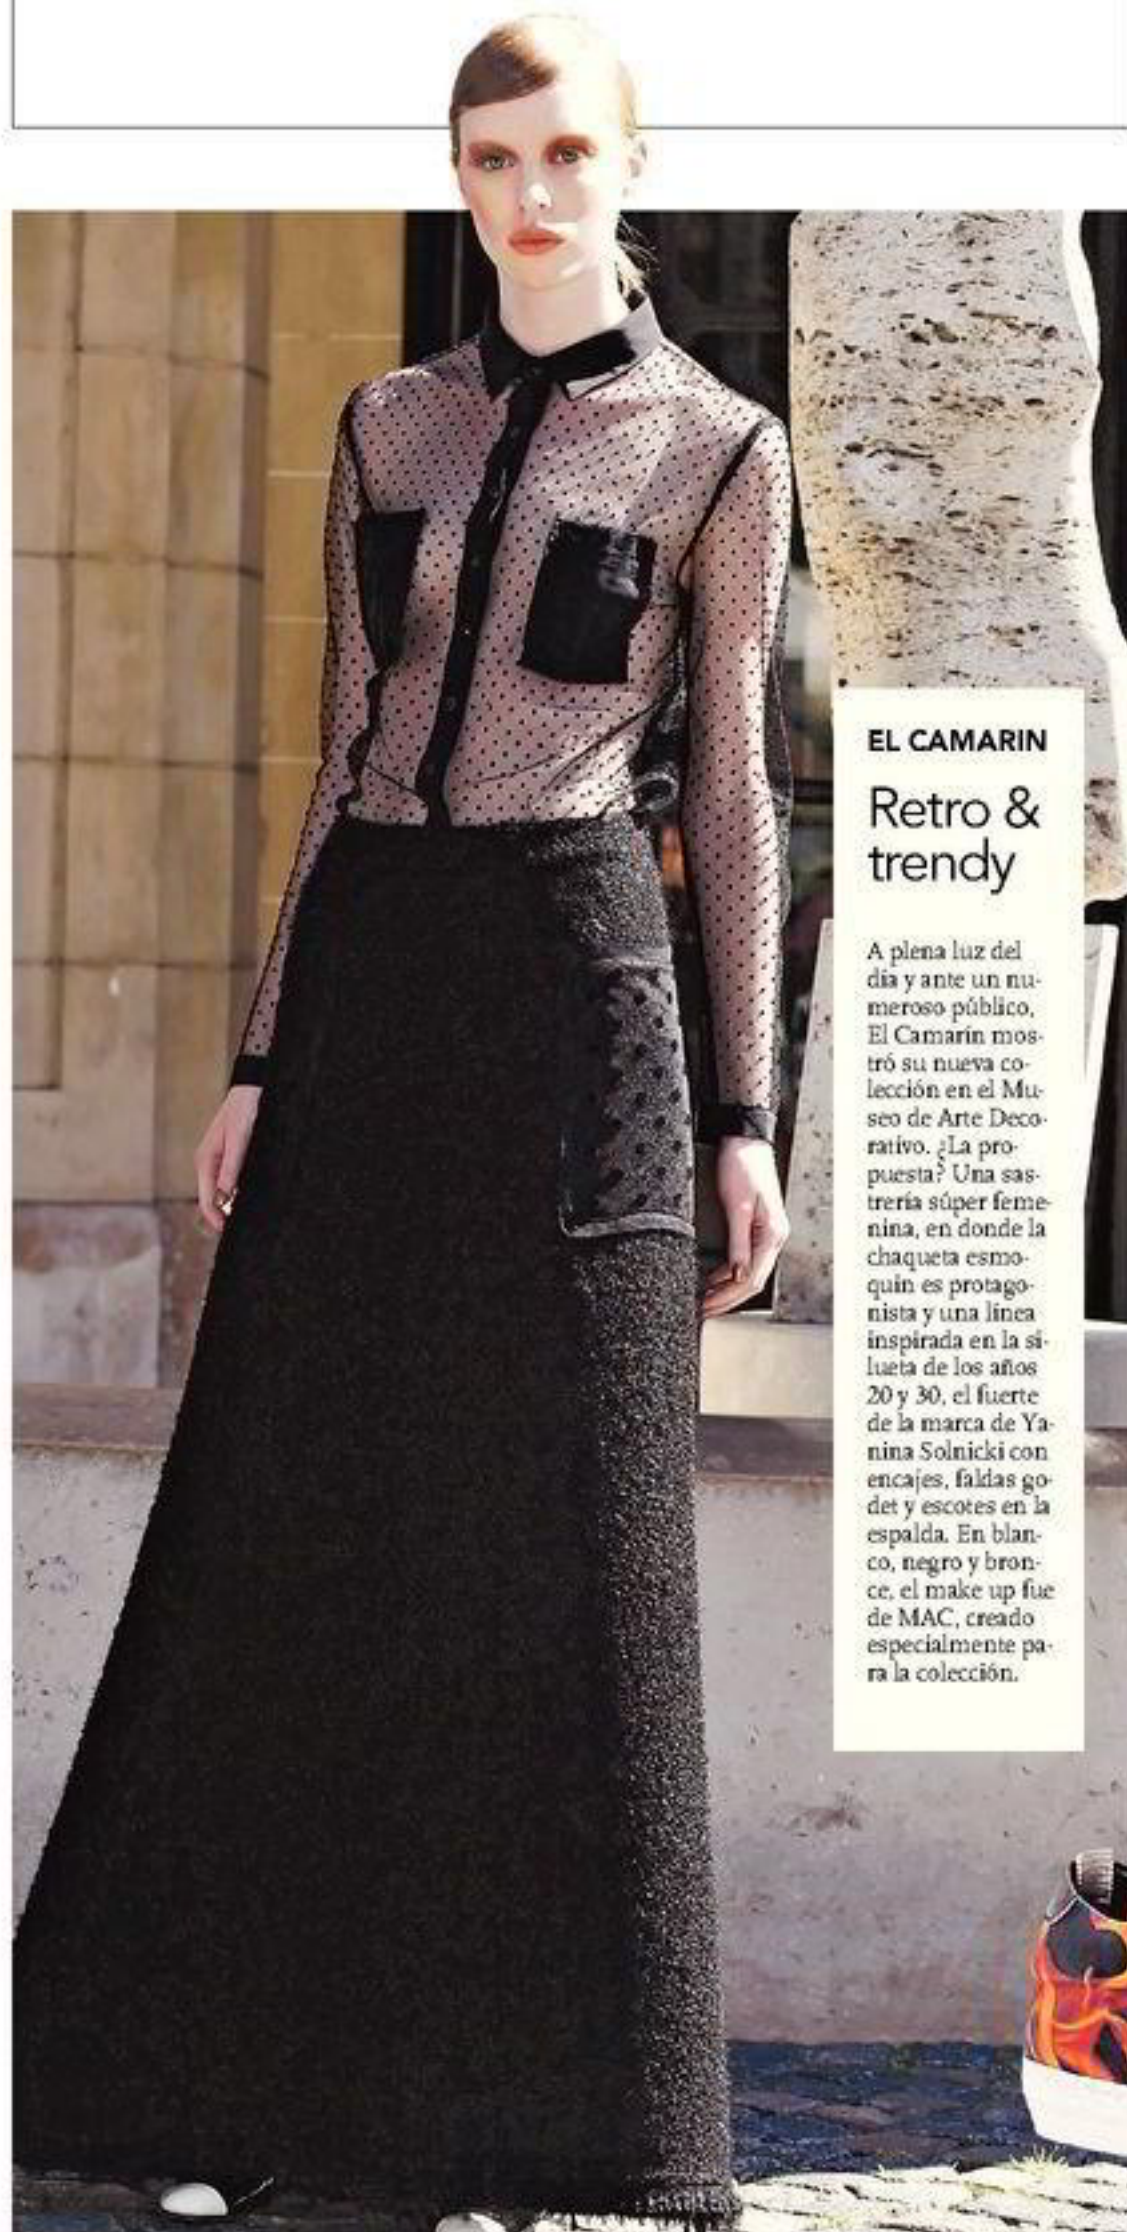 EL CAMARIN
Retro &
trendy
A plena luz del
día y ante un nu-
meroso público,
El Camarín mos-
tró su nueva co-
lección en el Mu-
seo de Arte Deco-
rativo. ¿La pro-
puesta? Una sas-
trería súper feme-
nina, en donde la
chaqueta esmo-
quin es protago-
nista y una línea
inspirada en la si-
lueta de los años
20 y 30, el fuerte
de la marca de Ya-
nina Solnicki con
encajes, faldas go-
det y escotes en la
espalda. En blan-
co, negro y bron-
ce, el make up fue
de MAC, creado
especialmente pa-
ra la colección.